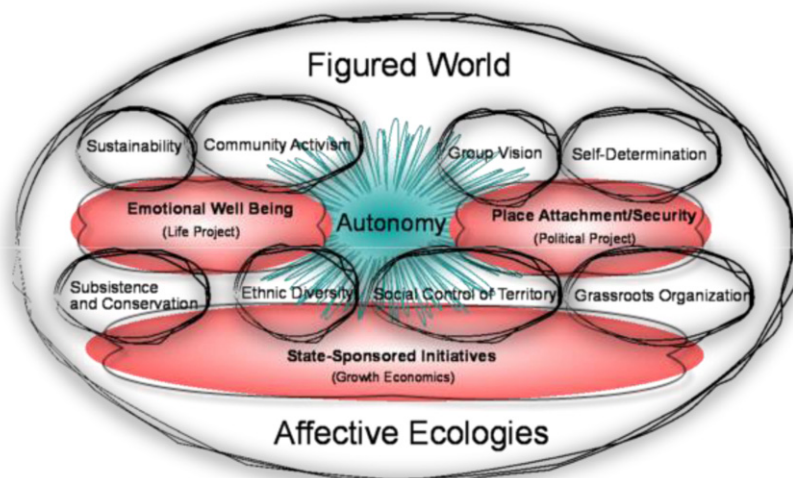 Figured World
Sustainability
Community Activism
Group Vision
Self-Determination
Emotional Well Being
(Life Project)
Autonomy
Place Attachment/Security
(Political Project)
Subsistence
and Conservation
Ethnic Diversity
Social Control of Territory
Grassroots Organization
State-Sponsored Initiatives
(Growth Economics)
Affective Ecologies